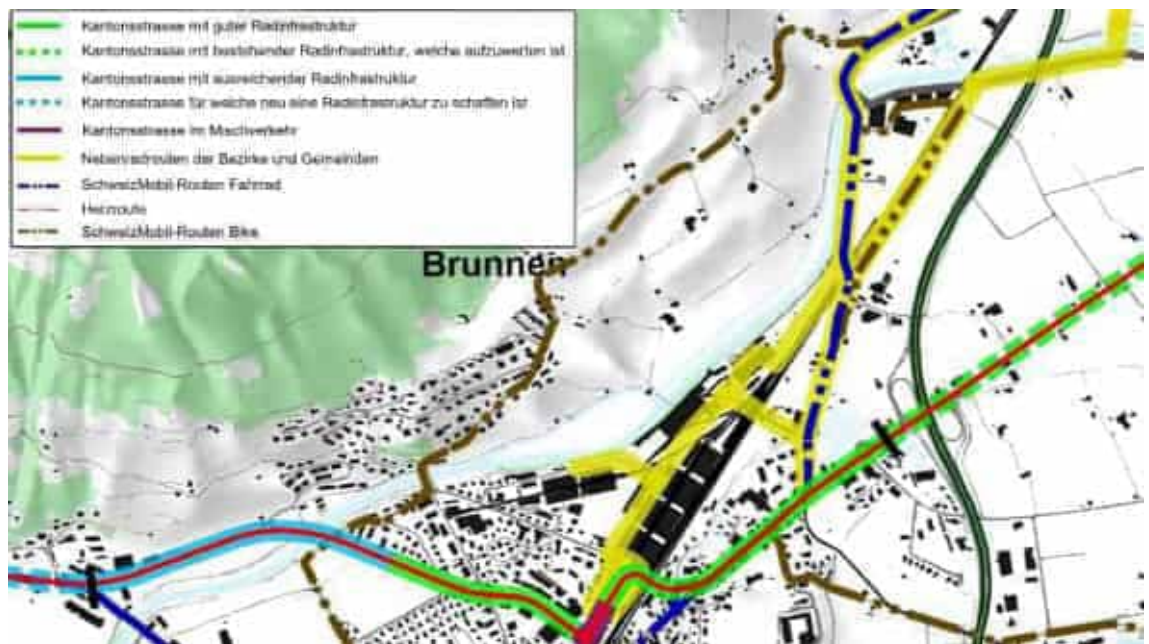 Kantonsstrasse mit guter Radinfrastruktur
Kantonsstrasse mit bestehender Radinfrastruktur, welche aufzuwerten ist
Kantonsstrasse mit ausreichender Radinfrastruktur
Kantonsstrasse für welche neu eine Radinfrastruktur zu schaffen ist
Kantonsstrasse im Mischverkehr
Nebenradrouten der Bezirke und Gemeinden
SchweizMobil-Routen Fahrrad
Herzroute
SchweizMobil-Routen Bike
Brunnen